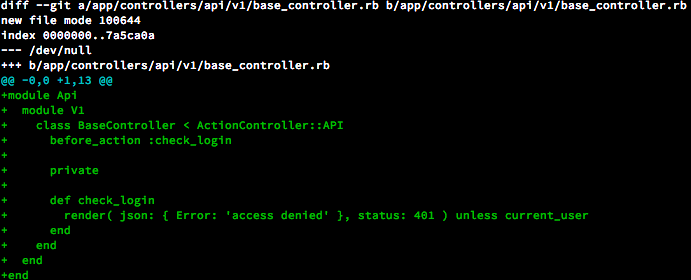 diff --git a/app/controllers/api/v1/base_controller.rb b/app/controllers/api/v1/base_controller.rb
new file mode 100644
index 0000000..7a5ca0a
--- /dev/null
+++ b/app/controllers/api/v1/base_controller.rb
@@ -0,0 +1,13 @@
+module Api
+  module V1
+    class BaseController < ActionController::API
+      before_action :check_login
+
+      private
+
+      def check_login
+        render( json: { Error: 'access denied' }, status: 401 ) unless current_user
+      end
+    end
+  end
+end